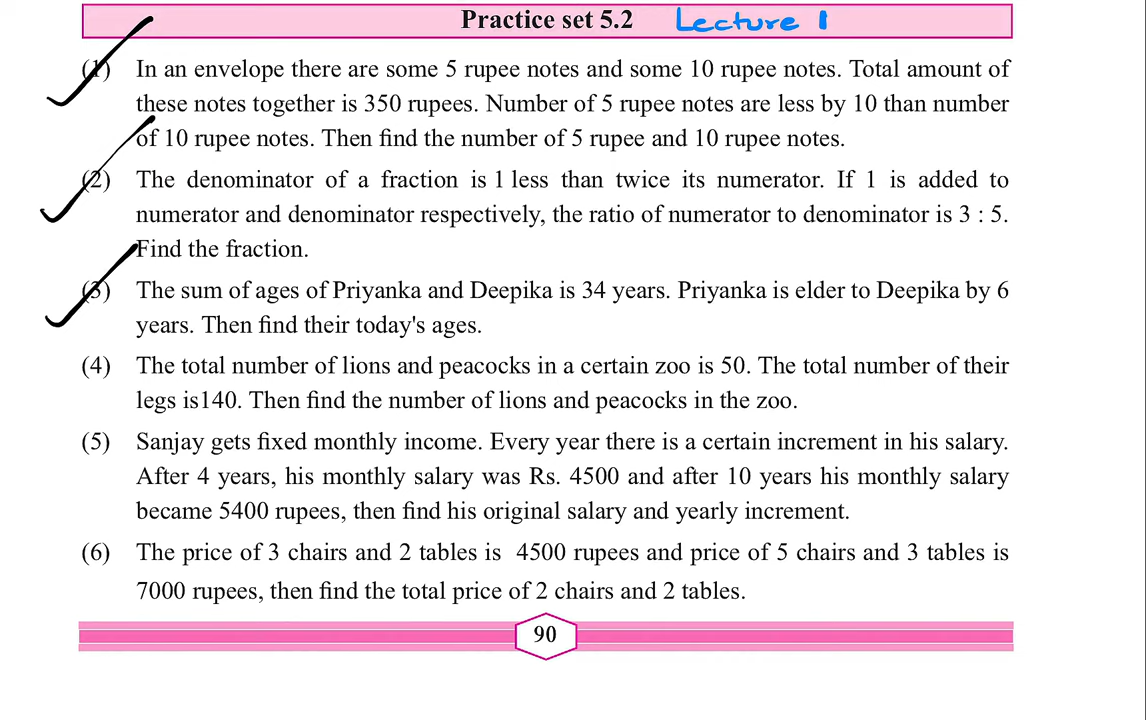 Practice set 5.2 Lecture 1
(1) In an envelope there are some 5 rupee notes and some 10 rupee notes. Total amount of
these notes together is 350 rupees. Number of 5 rupee notes are less by 10 than number
of 10 rupee notes. Then find the number of 5 rupee and 10 rupee notes.
(2) The denominator of a fraction is 1 less than twice its numerator. If 1 is added to
numerator and denominator respectively, the ratio of numerator to denominator is 3 : 5.
Find the fraction.
(3) The sum of ages of Priyanka and Deepika is 34 years. Priyanka is elder to Deepika by 6
years. Then find their today's ages.
(4) The total number of lions and peacocks in a certain zoo is 50. The total number of their
legs is140. Then find the number of lions and peacocks in the zoo.
(5) Sanjay gets fixed monthly income. Every year there is a certain increment in his salary.
After 4 years, his monthly salary was Rs. 4500 and after 10 years his monthly salary
became 5400 rupees, then find his original salary and yearly increment.
(6) The price of 3 chairs and 2 tables is 4500 rupees and price of 5 chairs and 3 tables is
7000 rupees, then find the total price of 2 chairs and 2 tables.
90